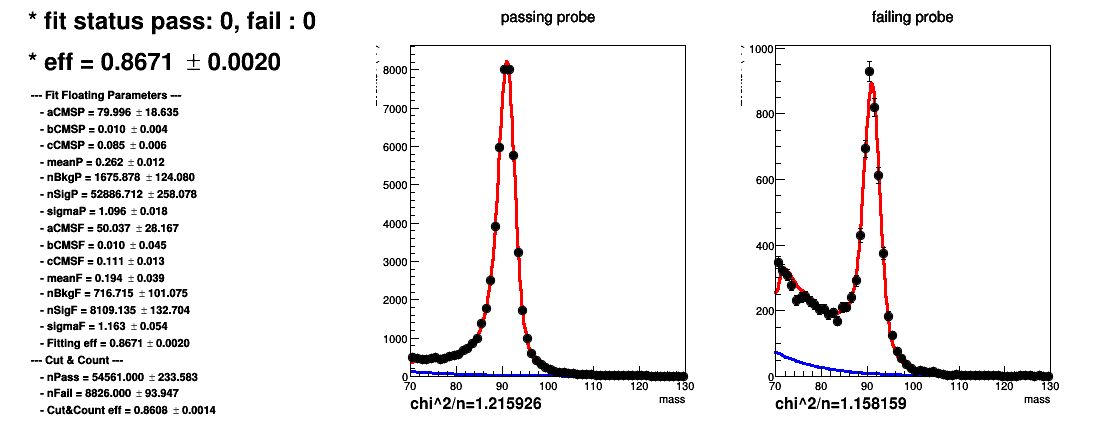 * fit status pass: 0, fail : 0
* eff = 0.8671 ± 0.0020
--- Fit Floating Parameters ---
- aCMSP = 79.996 ± 18.635
- bCMSP = 0.010 ± 0.004
- cCMSP = 0.085 ± 0.006
- meanP = 0.262 ± 0.012
- nBkgP = 1675.878 ± 124.080
- nSigP = 52886.712 ± 258.078
- sigmaP = 1.096 ± 0.018
- aCMSF = 50.037 ± 28.167
- bCMSF = 0.010 ± 0.045
- cCMSF = 0.111 ± 0.013
- meanF = 0.194 ± 0.039
- nBkgF = 716.715 ± 101.075
- nSigF = 8109.135 ± 132.704
- sigmaF = 1.163 ± 0.054
- Fitting eff = 0.8671 ± 0.0020
--- Cut & Count ---
- nPass = 54561.000 ± 233.583
- nFail = 8826.000 ± 93.947
- Cut&Count eff = 0.8608 ± 0.0014
passing probe
8000
7000
6000
5000
4000
3000
2000
1000
0
70 80 90 100 110 120 130
mass
chi^2/n=1.215926
failing probe
1000
800
600
400
200
0
70 80 90 100 110 120 130
mass
chi^2/n=1.158159